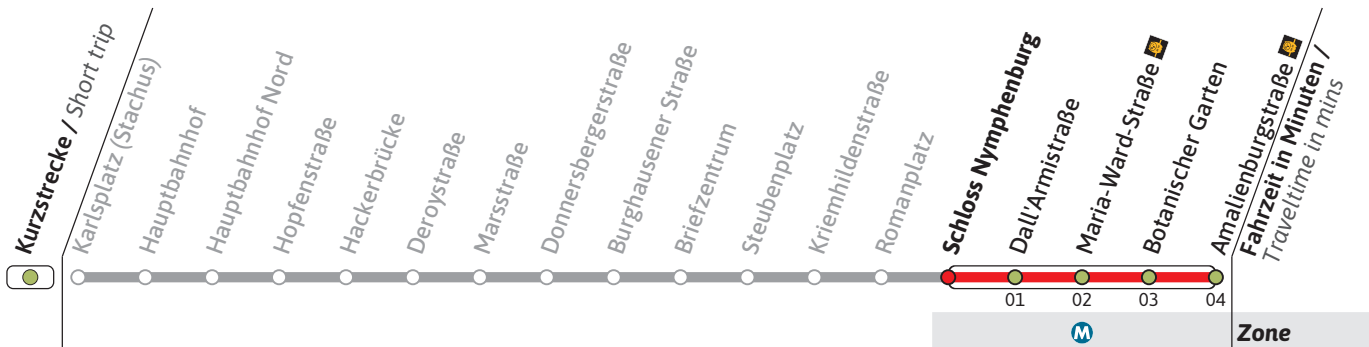 Kurzstrecke / Short trip
Karlsplatz (Stachus)
Hauptbahnhof
Hauptbahnhof Nord
Hopfenstraße
Hackerbrücke
Deroystraße
Marsstraße
Donnersbergerstraße
Burghausener Straße
Briefzentrum
Steubenplatz
Kriemhildenstraße
Romanplatz
Schloss Nymphenburg
Dall'Armistraße
Maria-Ward-Straße
Botanischer Garten
Amalienburgstraße
Fahrzeit in Minuten /
Traveltime in mins
01 02 03 04
M Zone